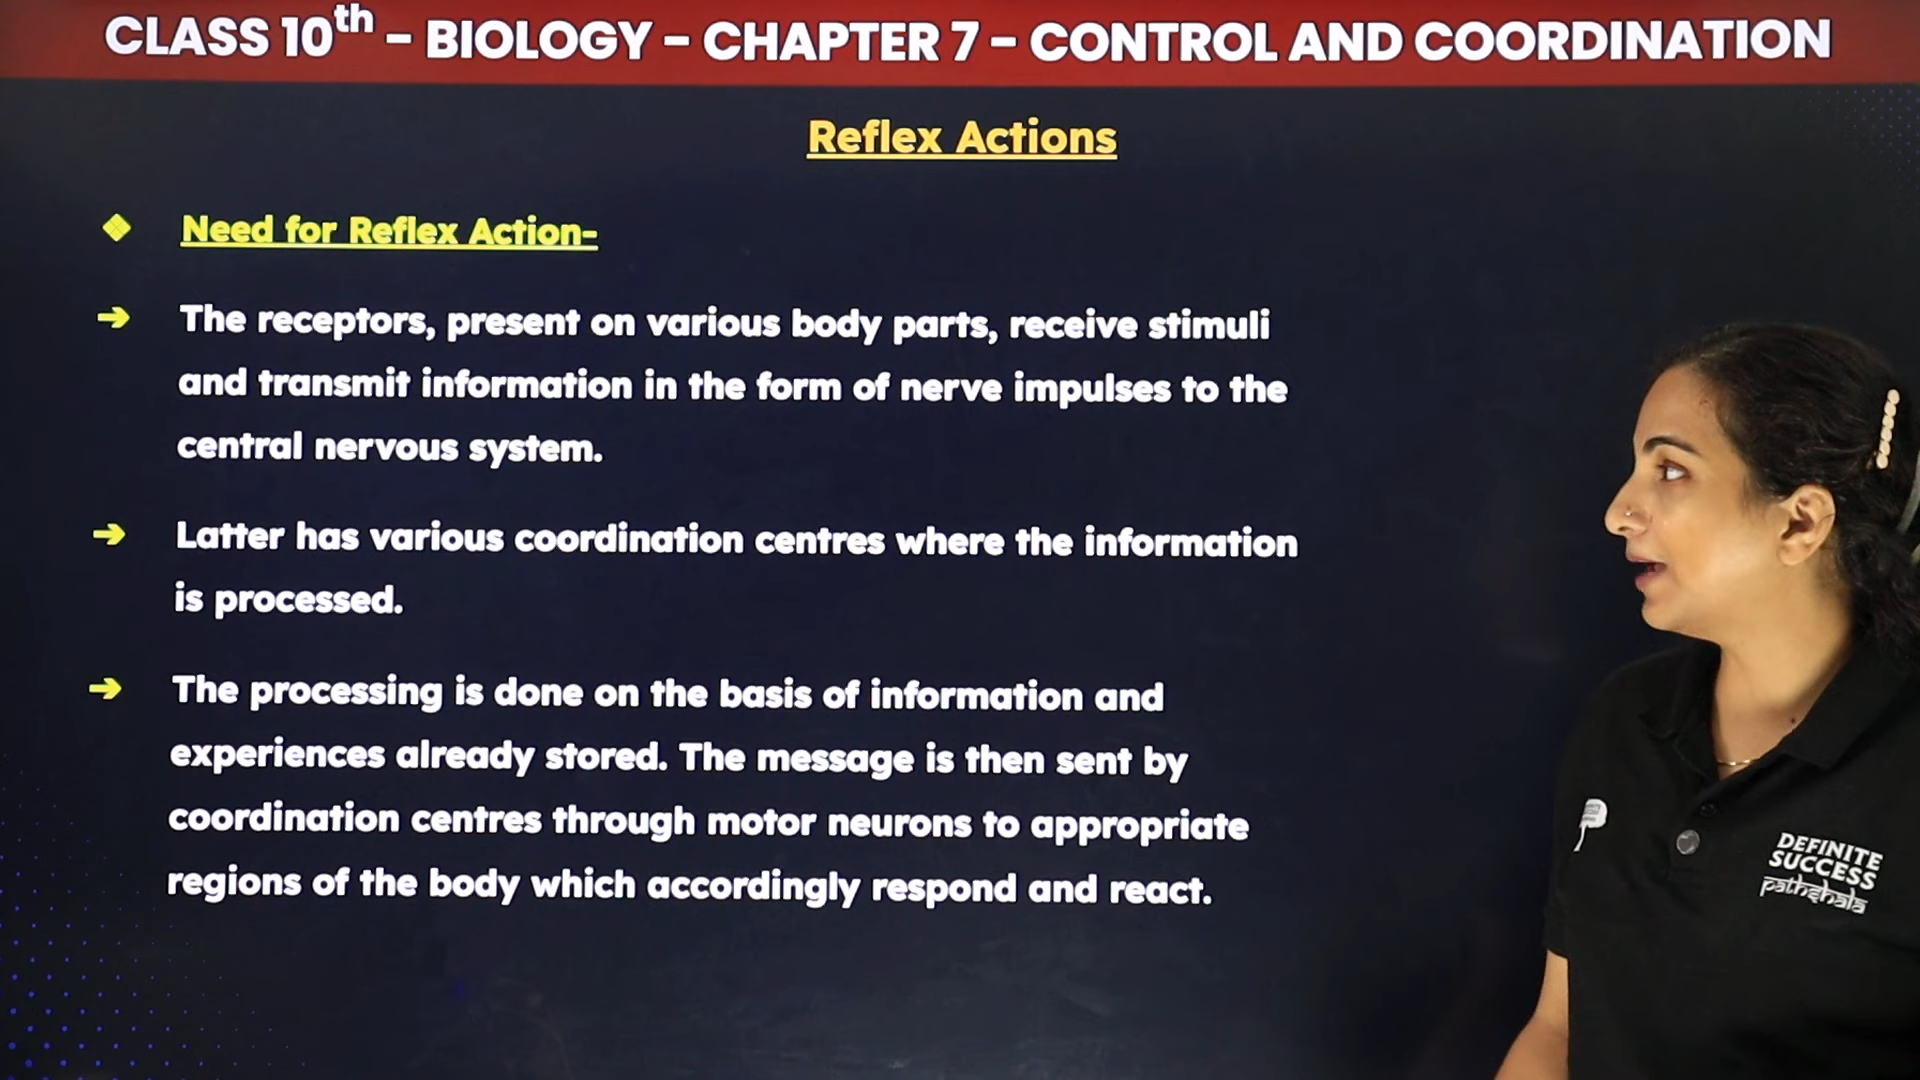 CLASS 10th – BIOLOGY – CHAPTER 7 – CONTROL AND COORDINATION
Reflex Actions
❖ Need for Reflex Action-
➔ The receptors, present on various body parts, receive stimuli
and transmit information in the form of nerve impulses to the
central nervous system.
➔ Latter has various coordination centres where the information
is processed.
➔ The processing is done on the basis of information and
experiences already stored. The message is then sent by
coordination centres through motor neurons to appropriate
regions of the body which accordingly respond and react.
DEFINITE
SUCCESS
pathshala